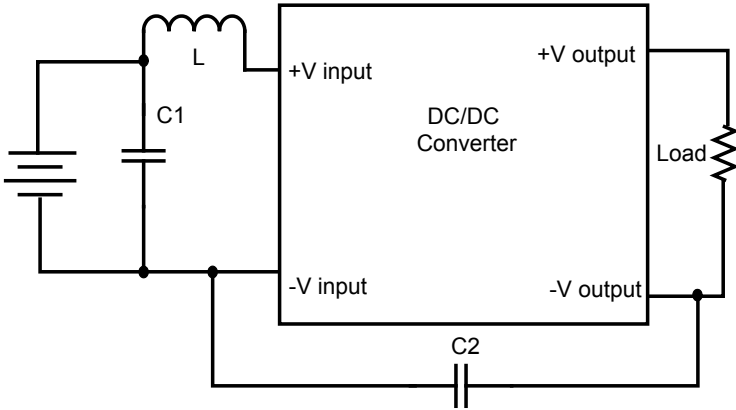 L
+V input
+V output
C1
DC/DC
Converter
Load
-V input
-V output
C2